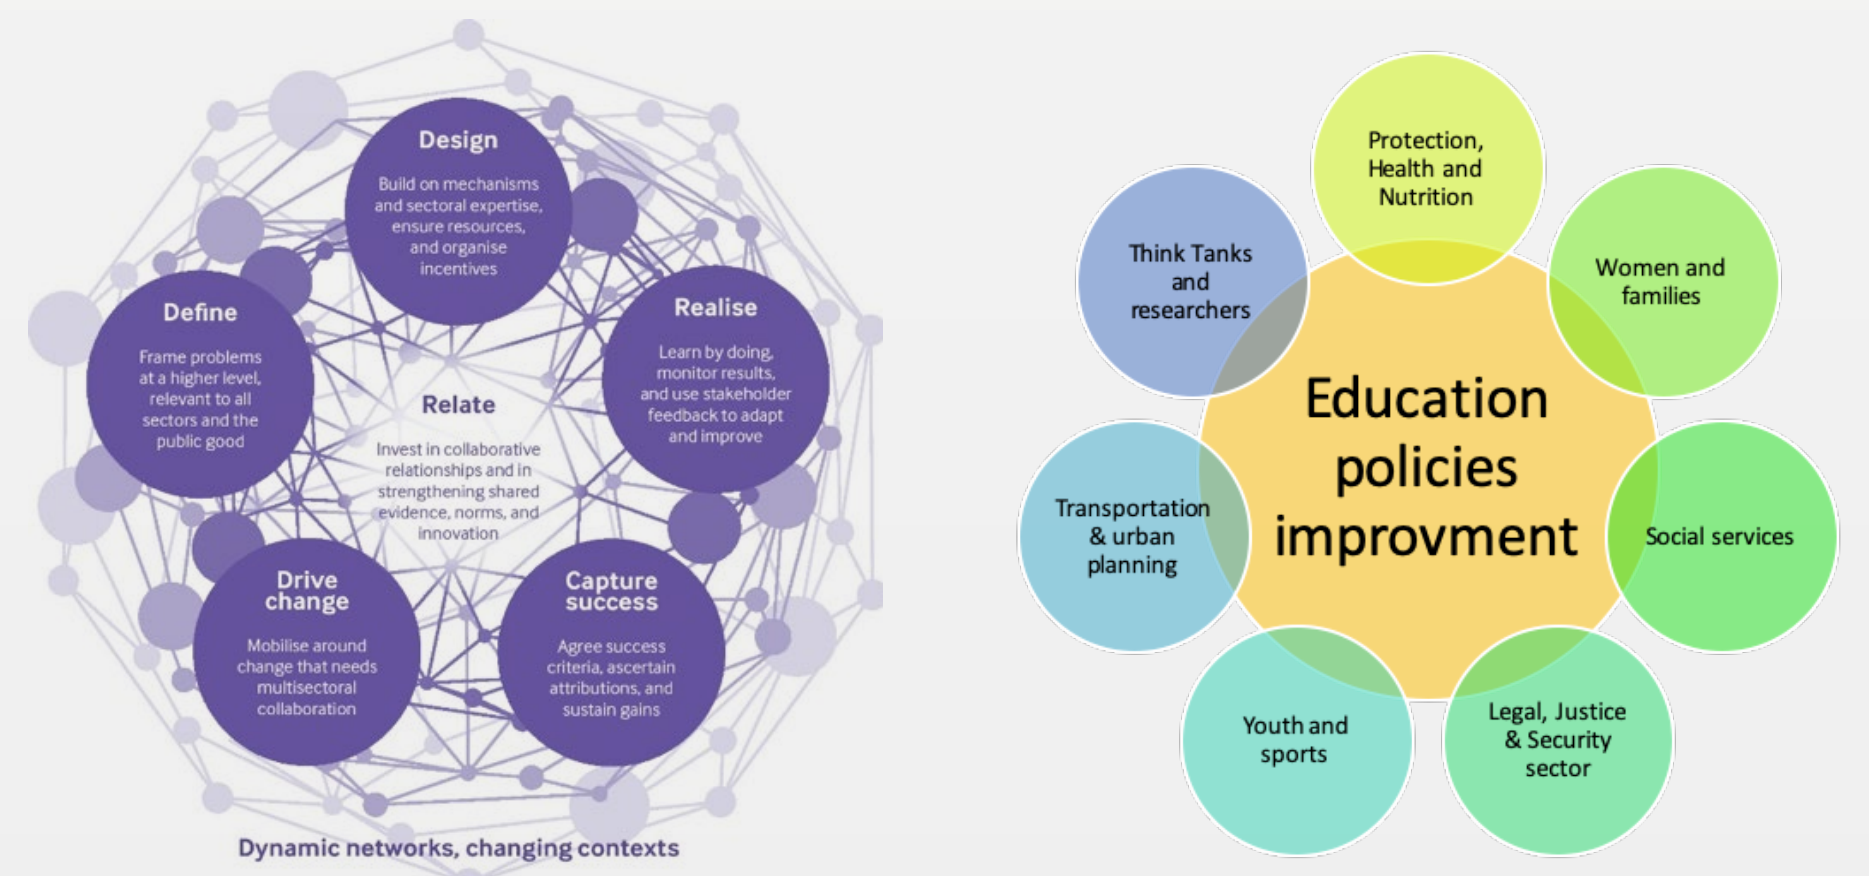 Design
Build on mechanisms
and sectoral expertise,
ensure resources,
and organise
incentives
Define
Frame problems
at a higher level,
relevant to all
sectors and the
public good
Realise
Learn by doing,
monitor results,
and use stakeholder
feedback to adapt
and improve
Relate
Invest in collaborative
relationships and in
strengthening shared
evidence, norms, and
innovation
Drive
change
Mobilise around
change that needs
multisectoral
collaboration
Capture
success
Agree success
criteria, ascertain
attributions, and
sustain gains
Dynamic networks, changing contexts
Protection,
Health and
Nutrition
Think Tanks
and
researchers
Women and
families
Education
policies
improvment
Transportation
& urban
planning
Social services
Youth and
sports
Legal, Justice
& Security
sector